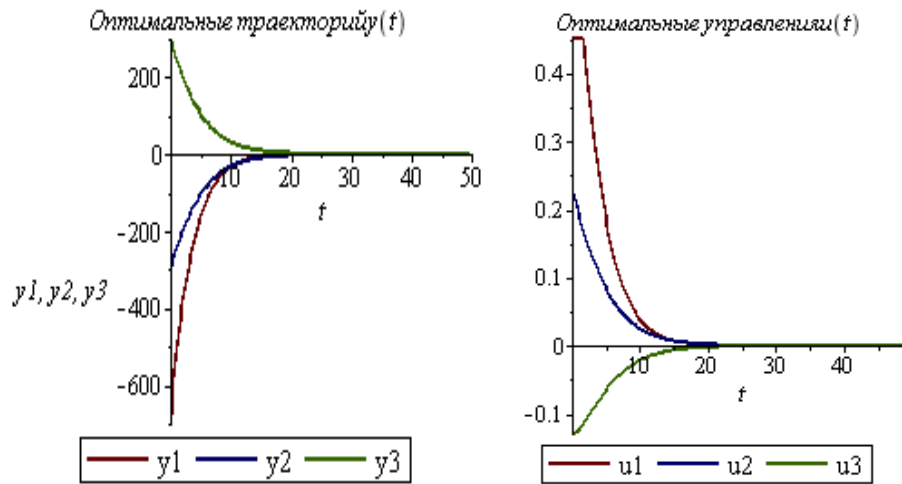 Оптимальные траекторийy(t)
200
0
-200
-400
-600
10 20 30 40 50
t
y1, y2, y3
y1 y2 y3
Оптимальные управленияu(t)
0.4
0.3
0.2
0.1
0
-0.1
10 20 30 40
t
u1 u2 u3